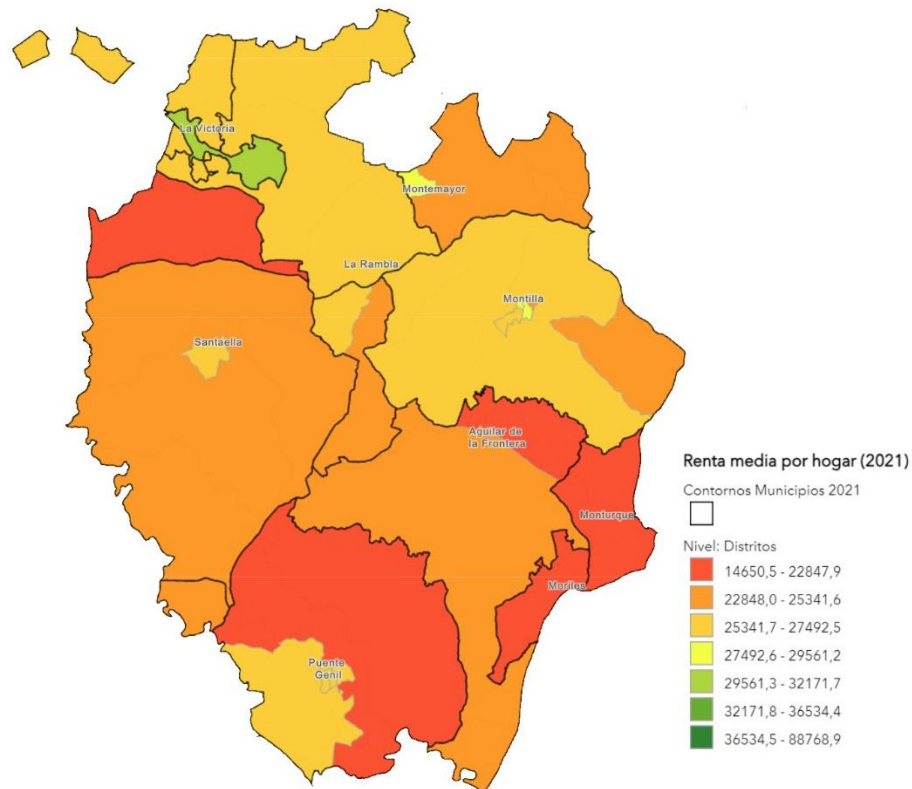 La Victoria
Montemayor
La Rambla
Montilla
Santaella
Aguilar de
la Frontera
Monturque
Moriles
Puente
Genil
Renta media por hogar (2021)
Contornos Municipios 2021
Nivel: Distritos
14650,5 - 22847,9
22848,0 - 25341,6
25341,7 - 27492,5
27492,6 - 29561,2
29561,3 - 32171,7
32171,8 - 36534,4
36534,5 - 88768,9